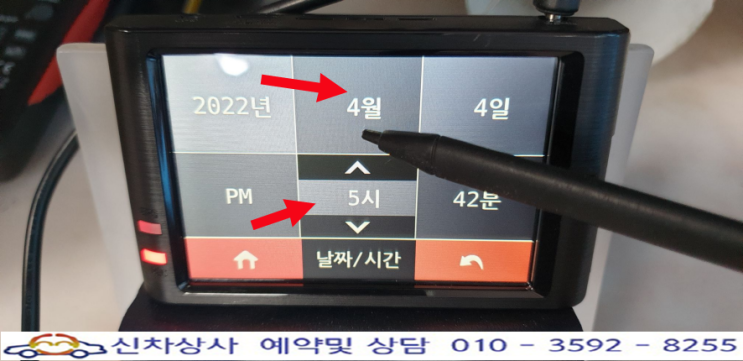 2022년 4월 4일
PM 5시 42분
날짜/시간
신차상사 예약및 상담 010 - 3592 - 8255